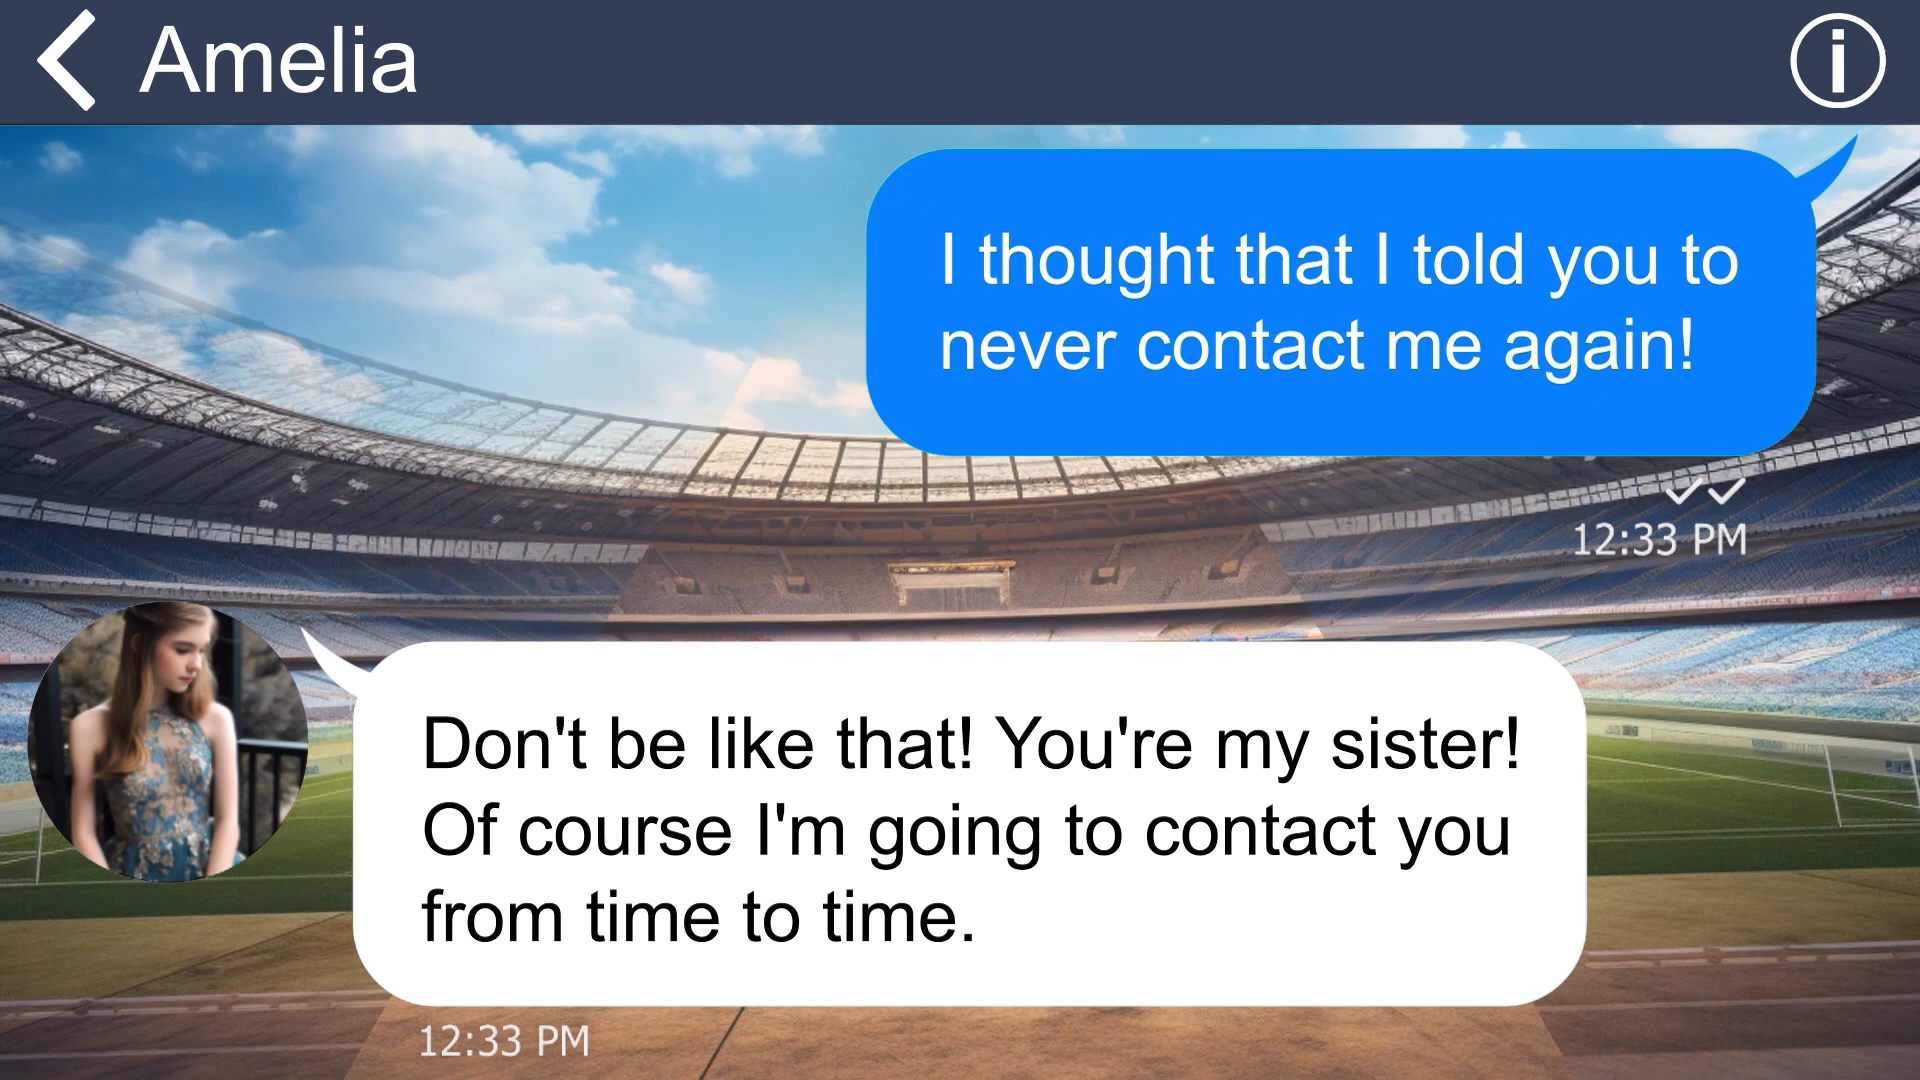 Amelia
I thought that I told you to
never contact me again!
12:33 PM
Don't be like that! You're my sister!
Of course I'm going to contact you
from time to time.
12:33 PM